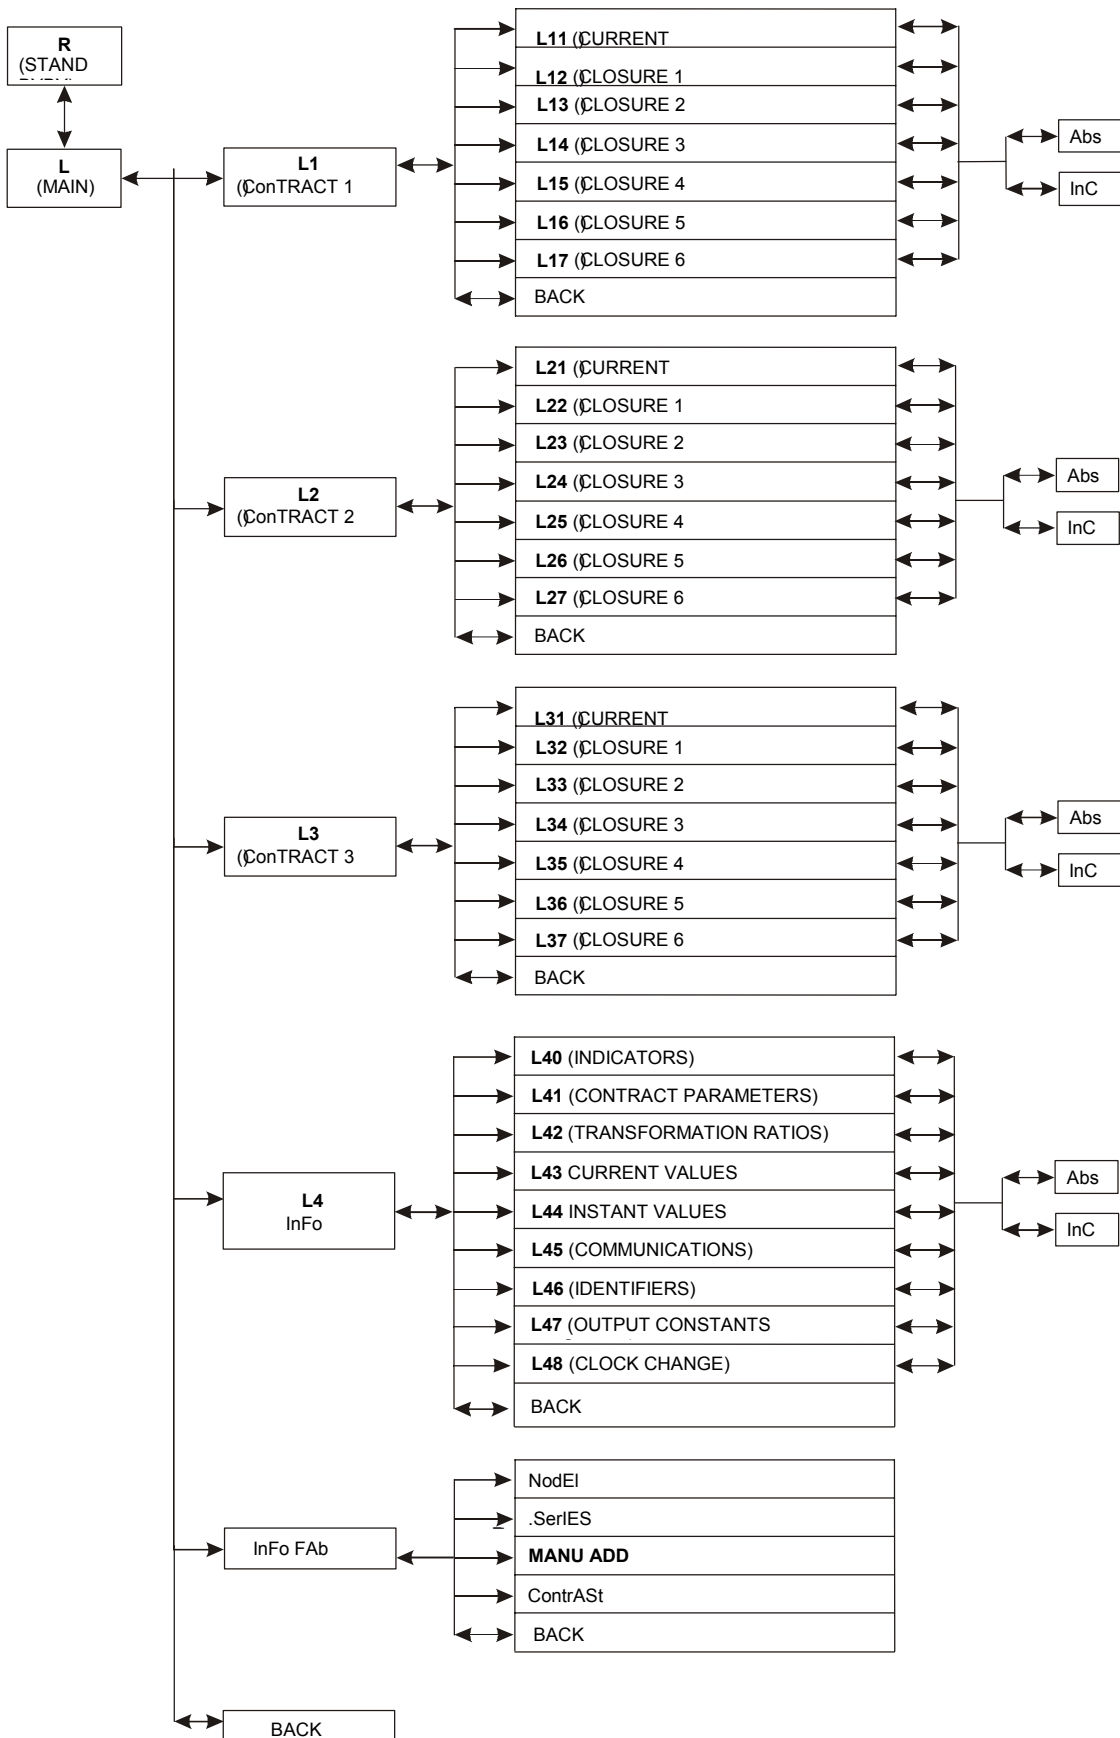 R
(STAND
L
(MAIN)
L1
()ConTRACT 1
L11 ()CURRENT
L12 ()CLOSURE 1
L13 ()CLOSURE 2
L14 ()CLOSURE 3
L15 ()CLOSURE 4
L16 ()CLOSURE 5
L17 ()CLOSURE 6
BACK
Abs
InC
L2
()ConTRACT 2
L21 ()CURRENT
L22 ()CLOSURE 1
L23 ()CLOSURE 2
L24 ()CLOSURE 3
L25 ()CLOSURE 4
L26 ()CLOSURE 5
L27 ()CLOSURE 6
BACK
Abs
InC
L3
()ConTRACT 3
L31 ()CURRENT
L32 ()CLOSURE 1
L33 ()CLOSURE 2
L34 ()CLOSURE 3
L35 ()CLOSURE 4
L36 ()CLOSURE 5
L37 ()CLOSURE 6
BACK
Abs
InC
L4
InFo
L40 (INDICATORS)
L41 (CONTRACT PARAMETERS)
L42 (TRANSFORMATION RATIOS)
L43 CURRENT VALUES
L44 INSTANT VALUES
L45 (COMMUNICATIONS)
L46 (IDENTIFIERS)
L47 (OUTPUT CONSTANTS
L48 (CLOCK CHANGE)
BACK
Abs
InC
InFo FAb
NodEl
.SerIES
MANU ADD
ContrASt
BACK
BACK